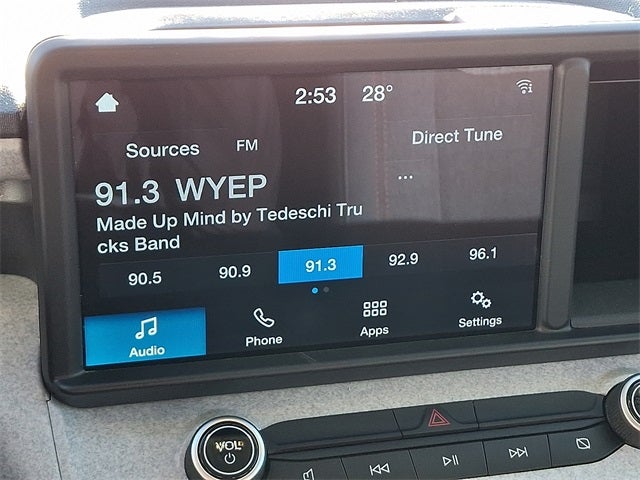 2:53 28°
Sources FM Direct Tune
91.3 WYEP
...
Made Up Mind by Tedeschi Tru
cks Band
90.5 90.9 91.3 92.9 96.1
Audio Phone Apps Settings
VOL